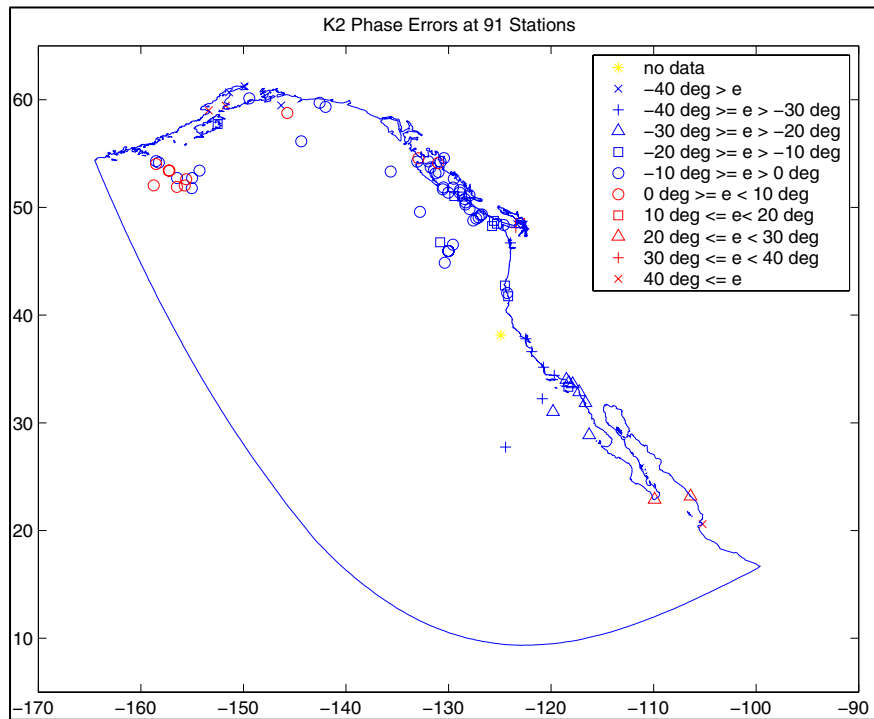 K2 Phase Errors at 91 Stations
no data
−40 deg > e
−40 deg >= e > −30 deg
−30 deg >= e > −20 deg
−20 deg >= e > −10 deg
−10 deg >= e > 0 deg
0 deg >= e < 10 deg
10 deg <= e< 20 deg
20 deg <= e < 30 deg
30 deg <= e < 40 deg
40 deg <= e
60
50
40
30
20
10
−170 −160 −150 −140 −130 −120 −110 −100 −90